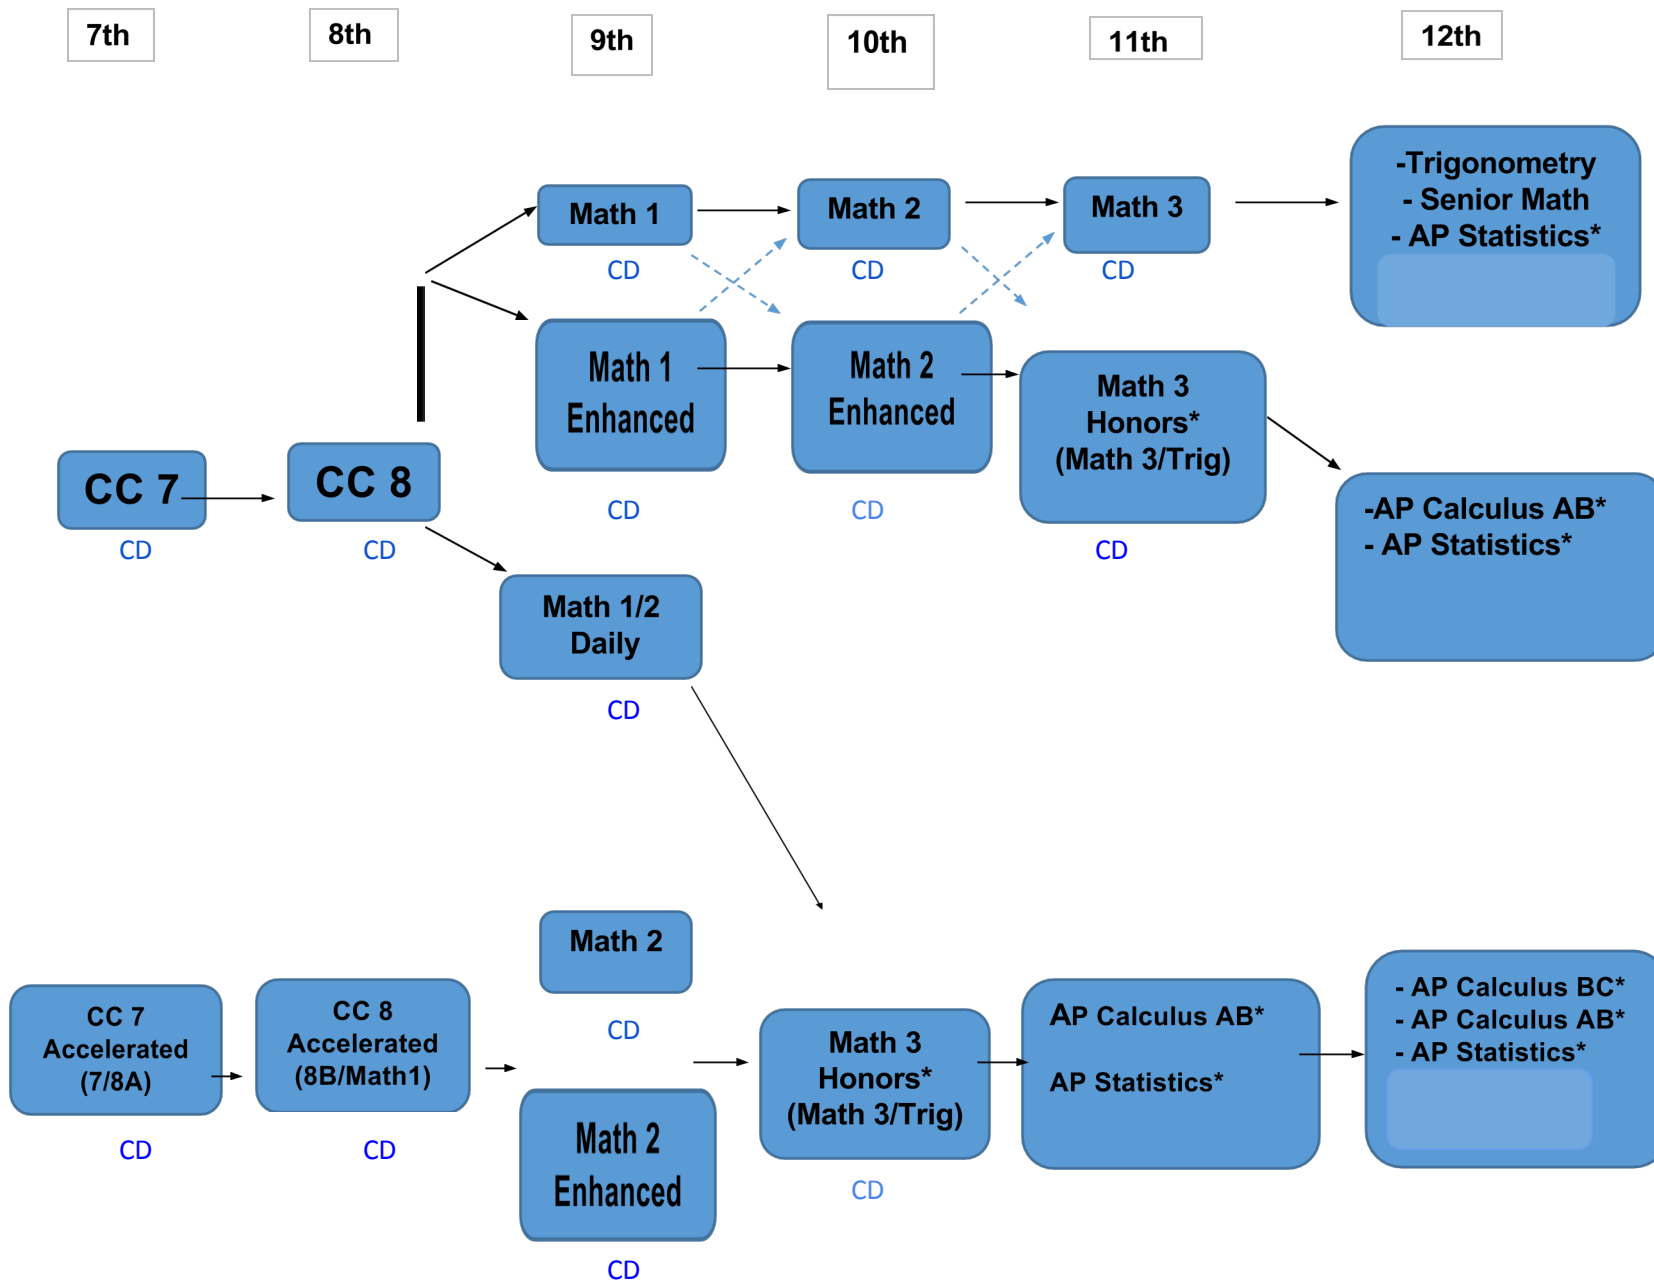 7th
8th
9th
10th
11th
12th
-Trigonometry
- Senior Math
- AP Statistics*
Math 1
CD
Math 2
CD
Math 3
CD
Math 1
Enhanced
CD
Math 2
Enhanced
CD
Math 3
Honors*
(Math 3/Trig)
CD
-AP Calculus AB*
- AP Statistics*
CC 7
CD
CC 8
CD
Math 1/2
Daily
CD
Math 2
CD
CC 7
Accelerated
(7/8A)
CD
CC 8
Accelerated
(8B/Math1)
CD
Math 2
Enhanced
CD
Math 3
Honors*
(Math 3/Trig)
CD
AP Calculus AB*
AP Statistics*
- AP Calculus BC*
- AP Calculus AB*
- AP Statistics*